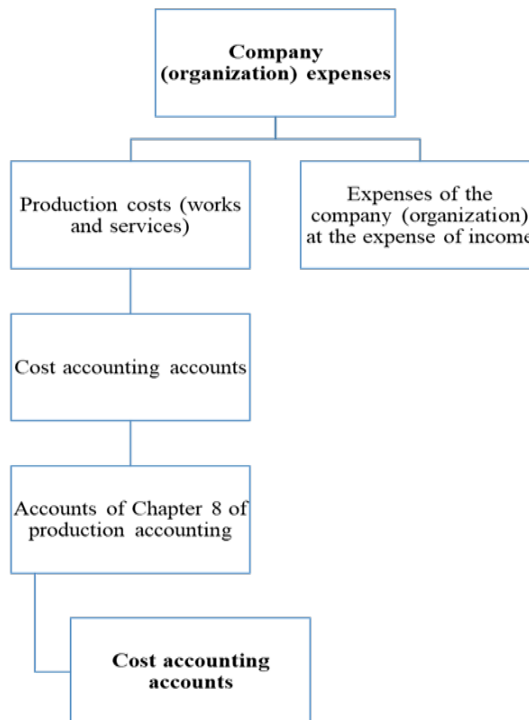 Company
(organization) expenses
Production costs (works
and services)
Expenses of the
company (organization)
at the expense of income
Cost accounting accounts
Accounts of Chapter 8 of
production accounting
Cost accounting
accounts